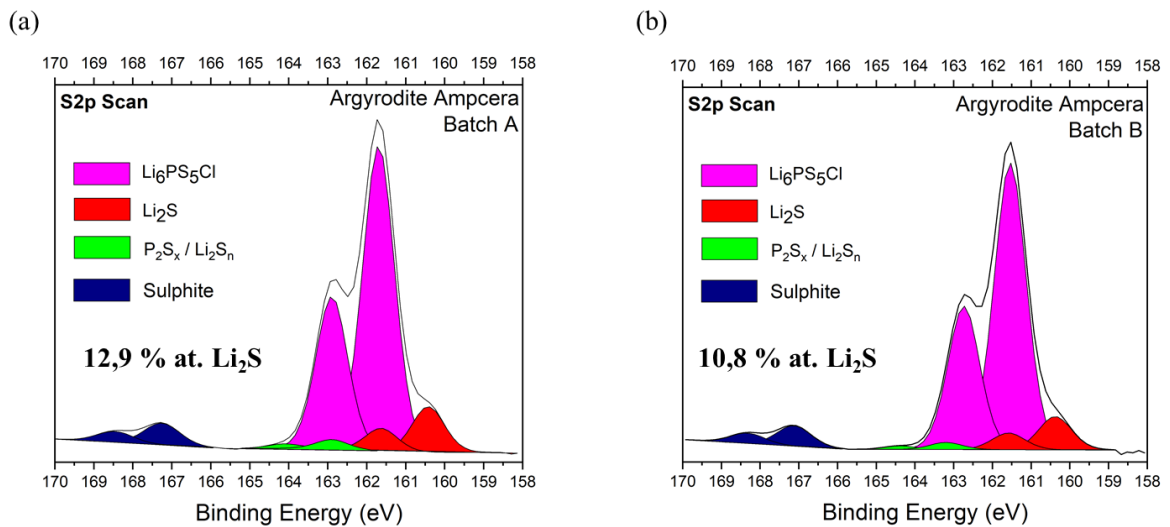 (a)
170 169 168 167 166 165 164 163 162 161 160 159 158
S2p Scan
Argyrodite Ampcera
Batch A
Li₆PS₅Cl
Li₂S
P₂Sₓ / Li₂Sₙ
Sulphite
12,9 % at. Li₂S
170 169 168 167 166 165 164 163 162 161 160 159 158
Binding Energy (eV)
(b)
170 169 168 167 166 165 164 163 162 161 160 159 158
S2p Scan
Argyrodite Ampcera
Batch B
Li₆PS₅Cl
Li₂S
P₂Sₓ / Li₂Sₙ
Sulphite
10,8 % at. Li₂S
170 169 168 167 166 165 164 163 162 161 160 159 158
Binding Energy (eV)